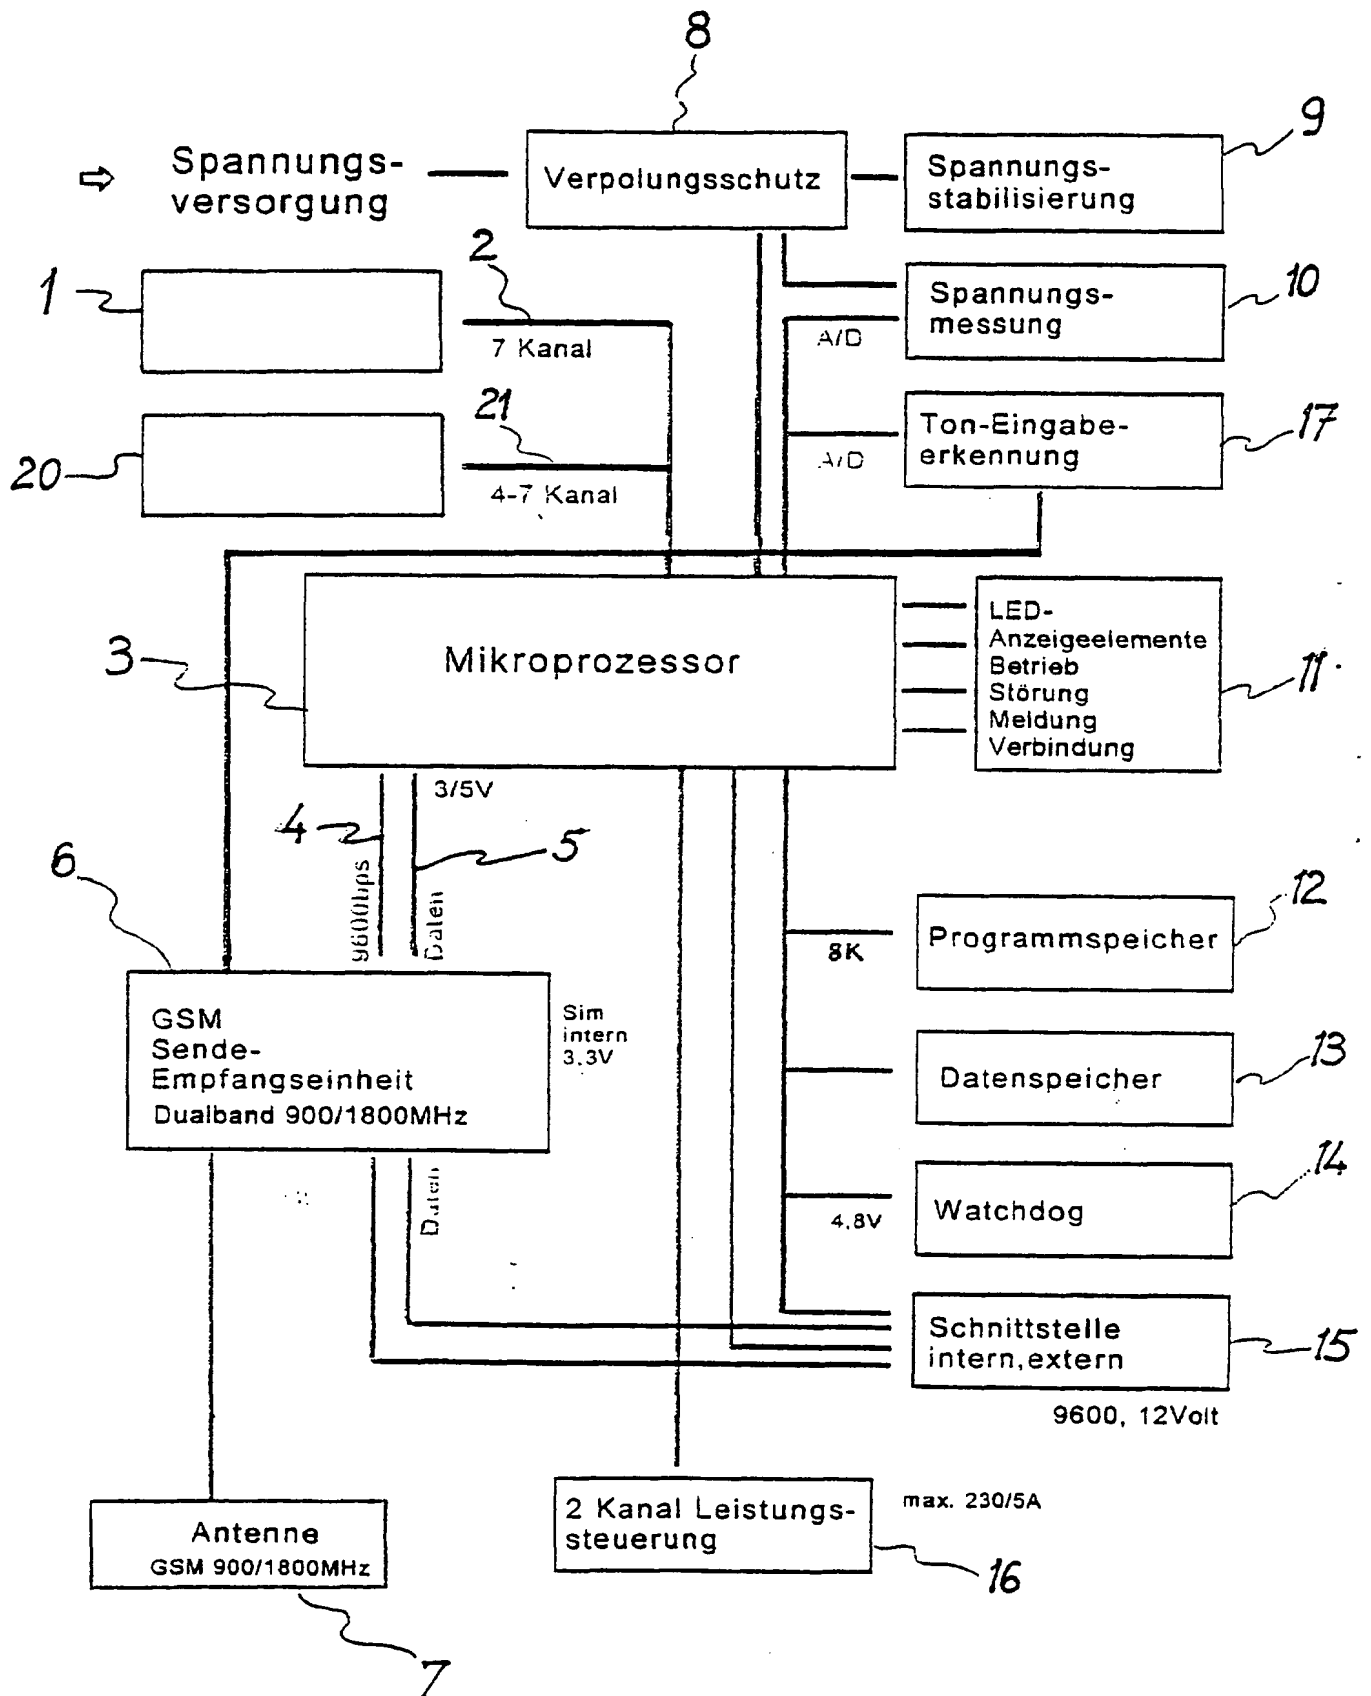 8
9
Spannungs-
versorgung
Verpolungsschutz
Spannungs-
stabilisierung
1
2
7 Kanal
Spannungs-
messung
10
A/D
20
21
4-7 Kanal
Ton-Eingabe-
erkennung
17
A/D
3
Mikroprozessor
LED-
Anzeigeelemente
Betrieb
Störung
Meldung
Verbindung
11
3/5V
4
5
9600bps
Daten
6
12
Programmspeicher
8K
GSM
Sende-
Empfangseinheit
Dualband 900/1800MHz
Sim
intern
3.3V
13
Datenspeicher
14
Watchdog
4.8V
Daten
Schnittstelle
intern,extern
15
9600, 12Volt
2 Kanal Leistungs-
steuerung
max. 230/5A
16
Antenne
GSM 900/1800MHz
7